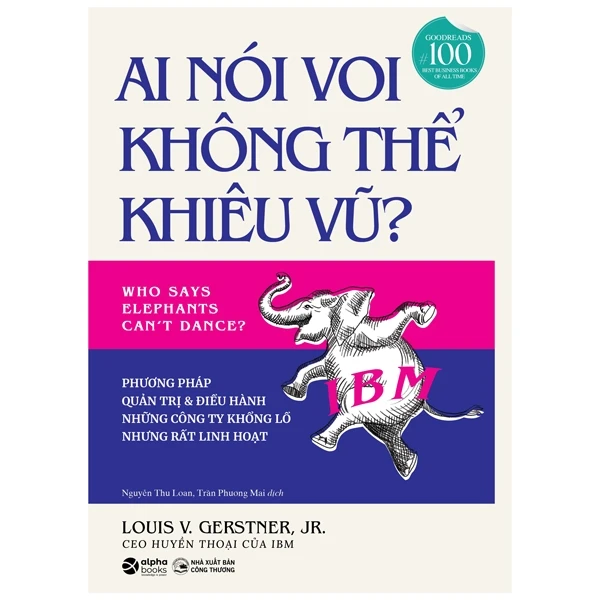 GOODREADS
#100
BEST BUSINESS BOOKS
OF ALL TIME
AI NÓI VOI
KHÔNG THỂ
KHIÊU VŨ?
WHO SAYS
ELEPHANTS
CAN'T DANCE?
IBM
PHƯƠNG PHÁP
QUẢN TRỊ & ĐIỀU HÀNH
NHỮNG CÔNG TY KHỔNG LỒ
NHƯNG RẤT LINH HOẠT
Nguyễn Thu Loan, Trần Phương Mai dịch
LOUIS V. GERSTNER, JR.
CEO HUYỀN THOẠI CỦA IBM
alpha
books
knowledge is power
NHÀ XUẤT BẢN
CÔNG THƯƠNG